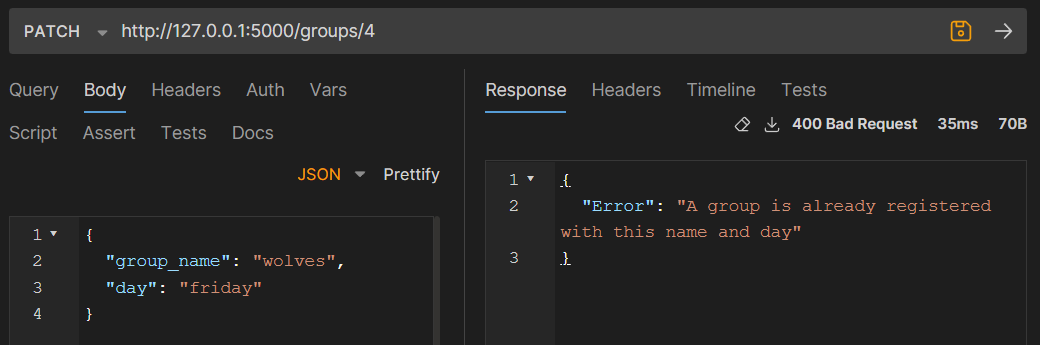 PATCH http://127.0.0.1:5000/groups/4
Query Body Headers Auth Vars
Script Assert Tests Docs
JSON Prettify
1 {
2 "group_name": "wolves",
3 "day": "friday"
4 }
Response Headers Timeline Tests
400 Bad Request 35ms 70B
1 {
2 "Error": "A group is already registered
with this name and day"
3 }